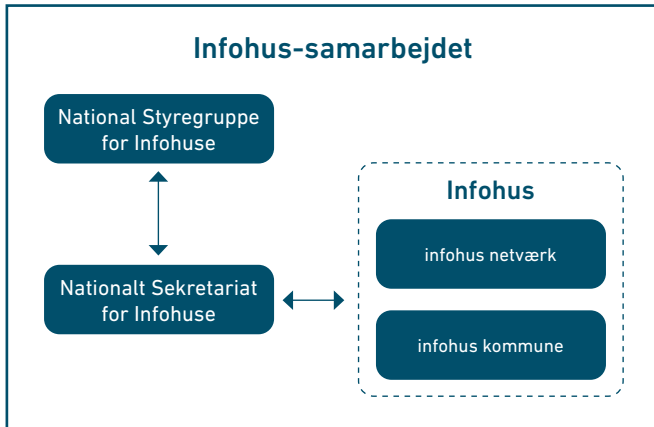 Infohus-samarbejdet
National Styregruppe
for Infohuse
Nationalt Sekretariat
for Infohuse
Infohus
infohus netværk
infohus kommune